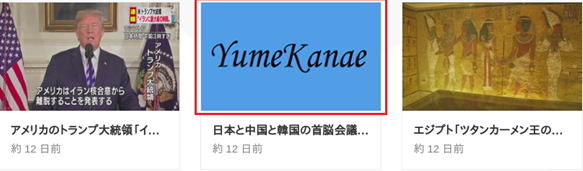 米トランプ大統領
"イラン核合意離脱"
アメリカ
トランプ大統領
アメリカはイラン核合意から
離脱することを発表する
YumeKanae
アメリカのトランプ大統領「イ...
約 12 日前
日本と中国と韓国の首脳会議...
約 12 日前
エジプト「ツタンカーメン王の...
約 12 日前